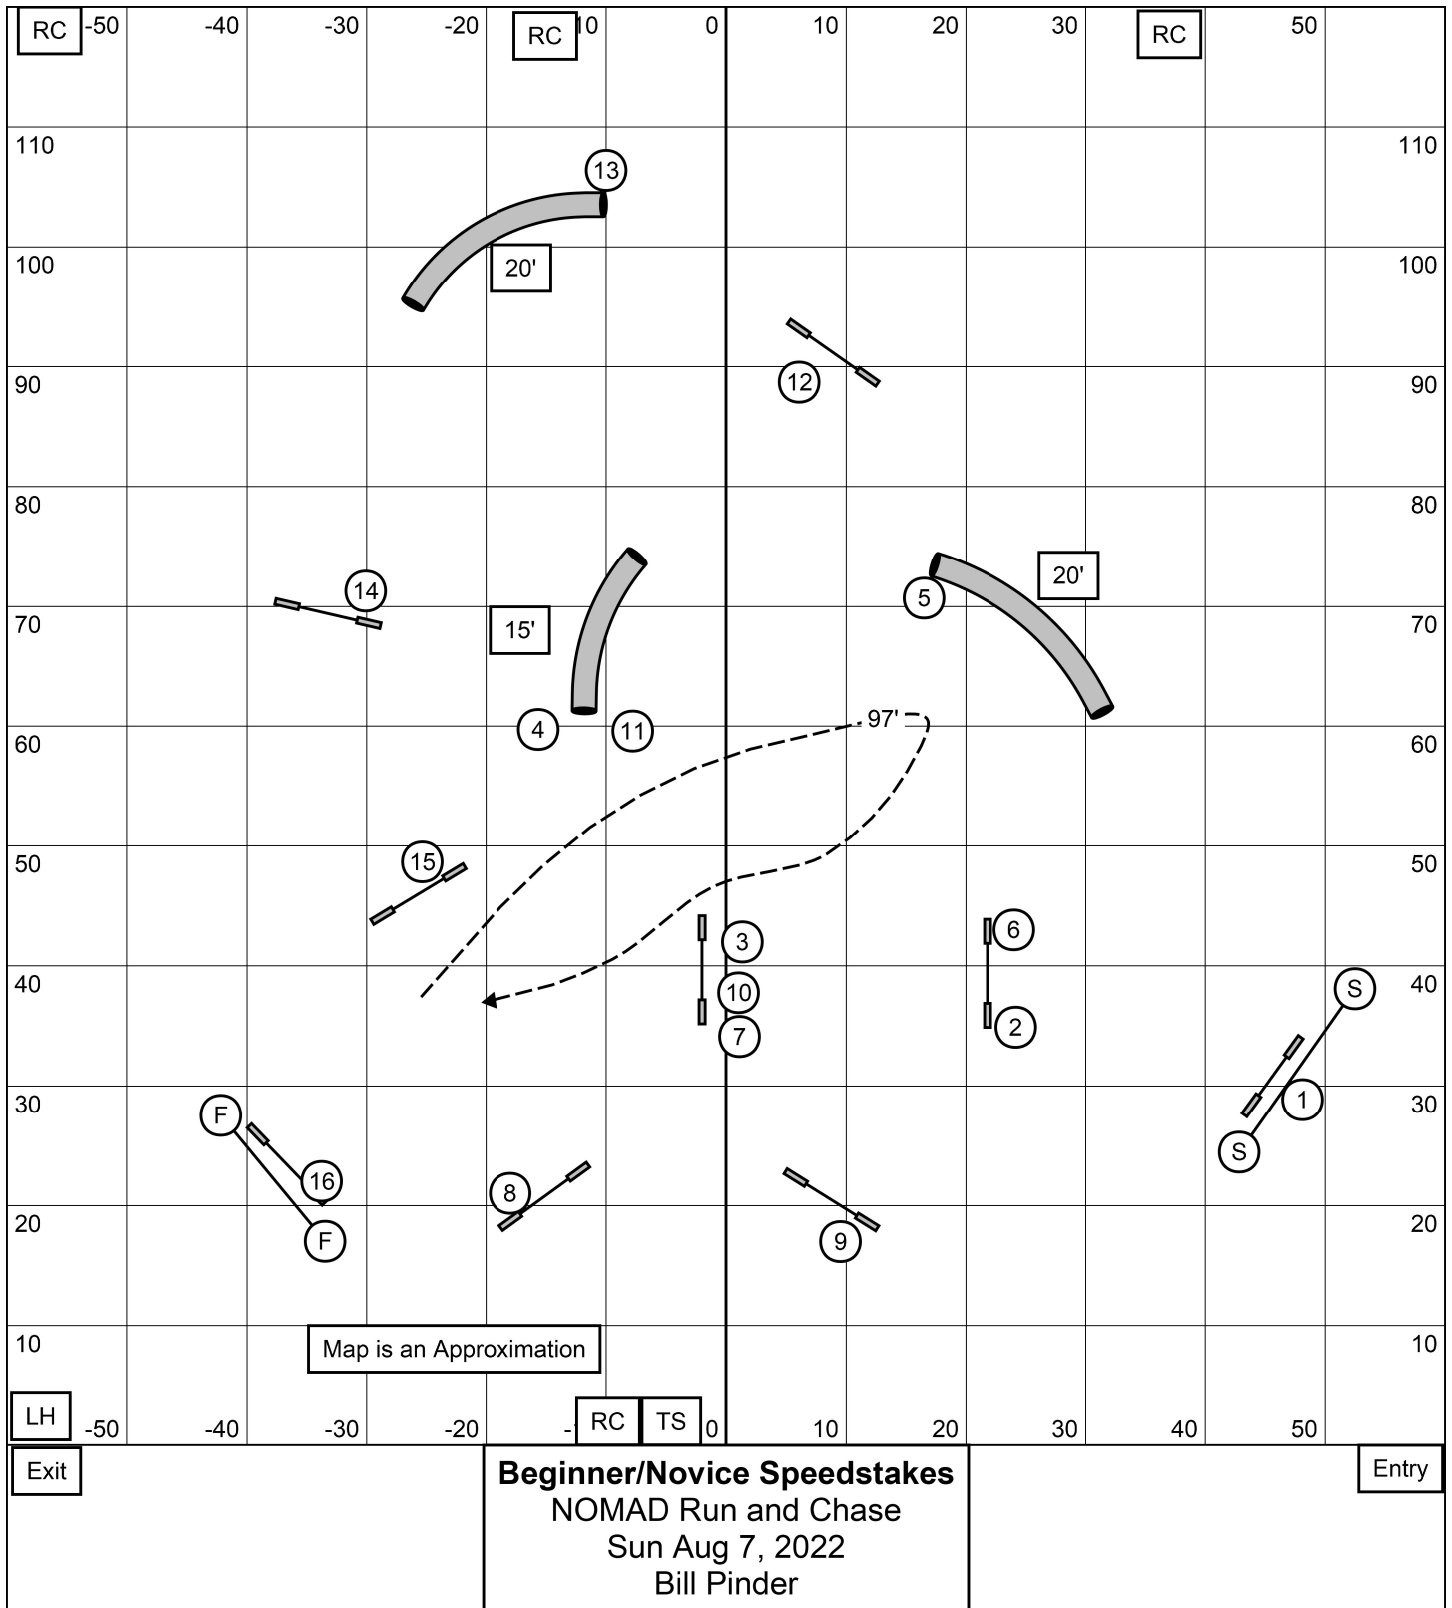 RC -50 -40 -30 -20 RC 10 0 10 20 30 RC 50
110 110
13
100 20' 100
12
90 90
80 80
14 5 20'
70 15' 70
4 11 97'
60 60
15
50 50
3 6
40 10 S 40
7 2
30 F 1 30
16 8 S
20 F 9 20
10 Map is an Approximation 10
LH -50 -40 -30 -20 - RC TS 0 10 20 30 40 50
Exit Entry
Beginner/Novice Speedstakes
NOMAD Run and Chase
Sun Aug 7, 2022
Bill Pinder